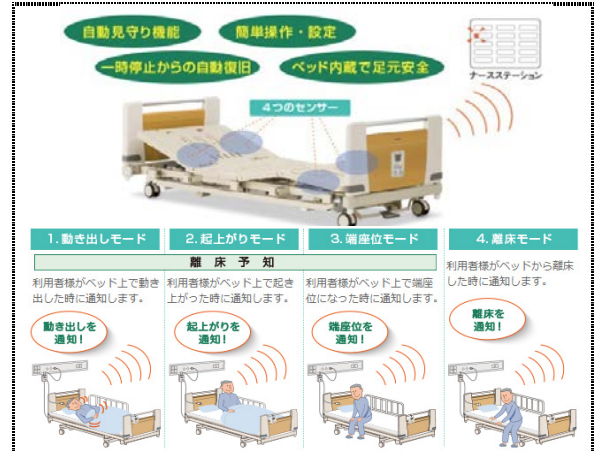 自動見守り機能
簡単操作・設定
一時停止からの自動復旧
ベッド内蔵で足元安全
ナースステーション
4つのセンサー
1.動き出しモード
2.起上がりモード
3.端座位モード
4.離床モード
離床予知
利用者様がベッド上で動き
出した時に通知します。
利用者様がベッド上で起き
上がった時に通知します。
利用者様がベッド上で端座
位になった時に通知します。
利用者様がベッドから離床
した時に通知します。
動き出しを
通知!
起上がりを
通知!
端座位を
通知!
離床を
通知!